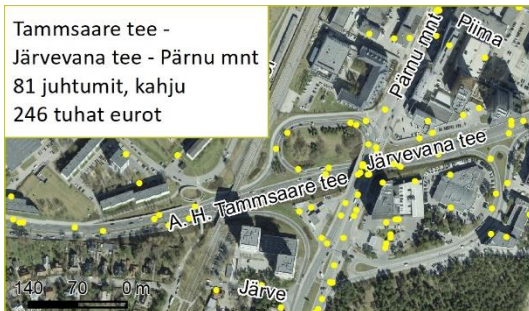 Tammsaare tee -
Järvevana tee - Pärnu mnt
81 juhtumit, kahju
246 tuhat eurot
Piima
Pärnu mnt
Järvevana tee
A. H. Tammsaare tee
Järve
140 70 0 m